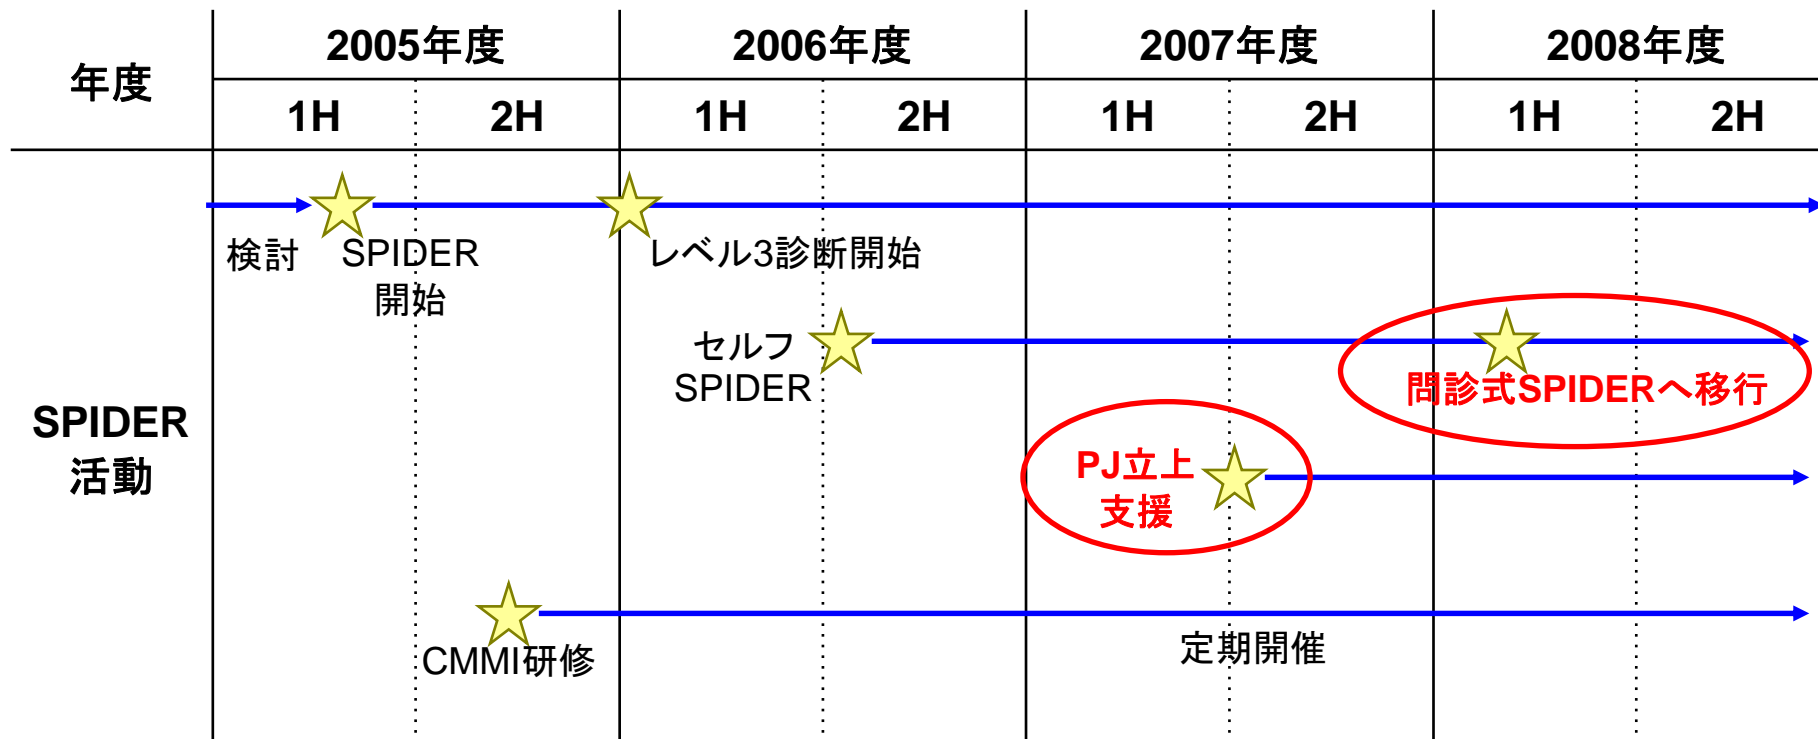 年度
2005年度
2006年度
2007年度
2008年度
1H
2H
1H
2H
1H
2H
1H
2H
SPIDER
活動
検討
SPIDER
開始
レベル3診断開始
セルフ
SPIDER
問診式SPIDERへ移行
PJ立上
支援
CMMI研修
定期開催